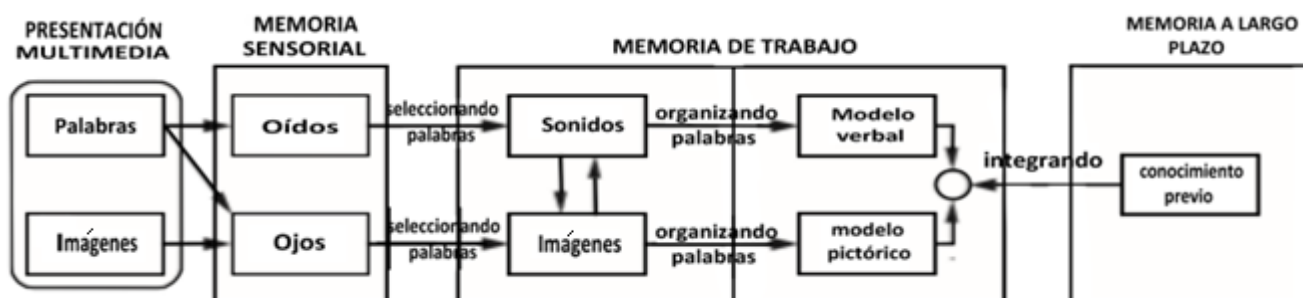 PRESENTACIÓN
MULTIMEDIA
MEMORIA
SENSORIAL
MEMORIA DE TRABAJO
MEMORIA A LARGO
PLAZO
Palabras
Oídos
seleccionando
palabras
Sonidos
organizando
palabras
Modelo
verbal
integrando
conocimiento
previo
Imágenes
Ojos
seleccionando
palabras
Imágenes
organizando
palabras
modelo
pictórico